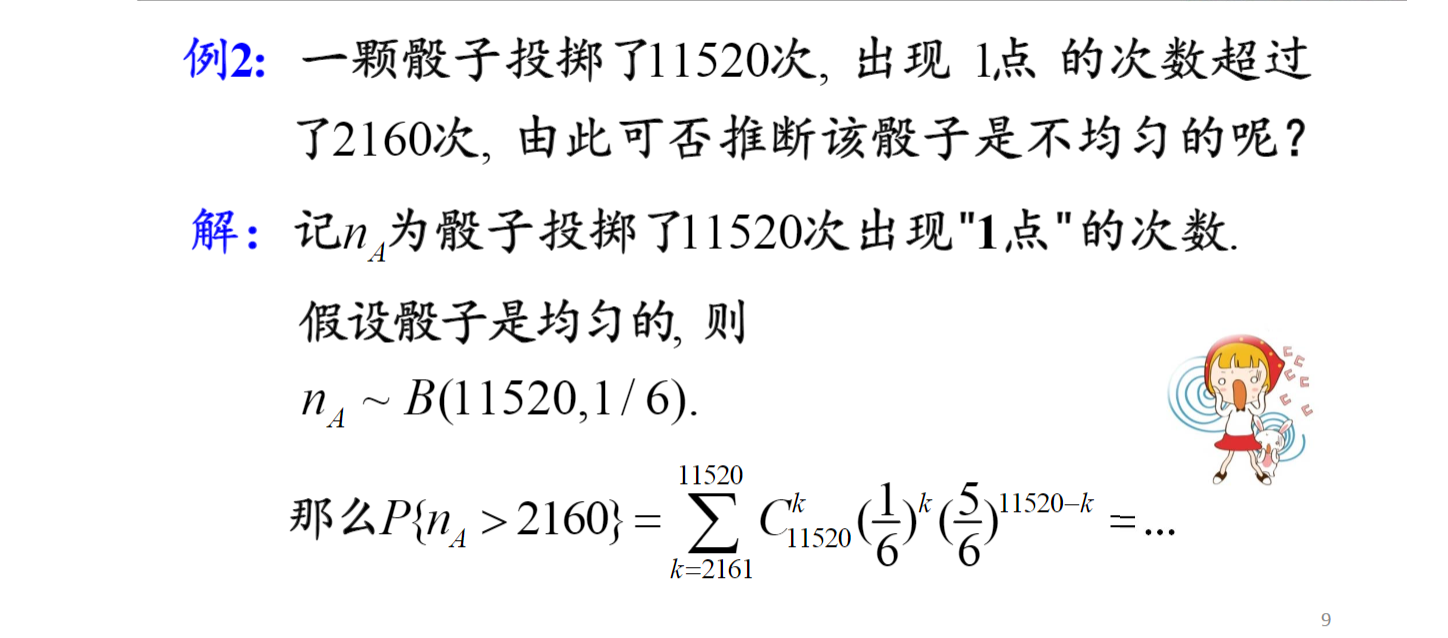 例2: 一颗骰子投掷了11520次, 出现 1点 的次数超过
了2160次, 由此可否推断该骰子是不均匀的呢?
解: 记n_A为骰子投掷了11520次出现"1点"的次数.
假设骰子是均匀的, 则
n_A ~ B(11520,1/6).
那么P{n_A > 2160} = \sum_{k=2161}^{11520} C_{11520}^{k} (\frac{1}{6})^{k} (\frac{5}{6})^{11520-k} = ...
9